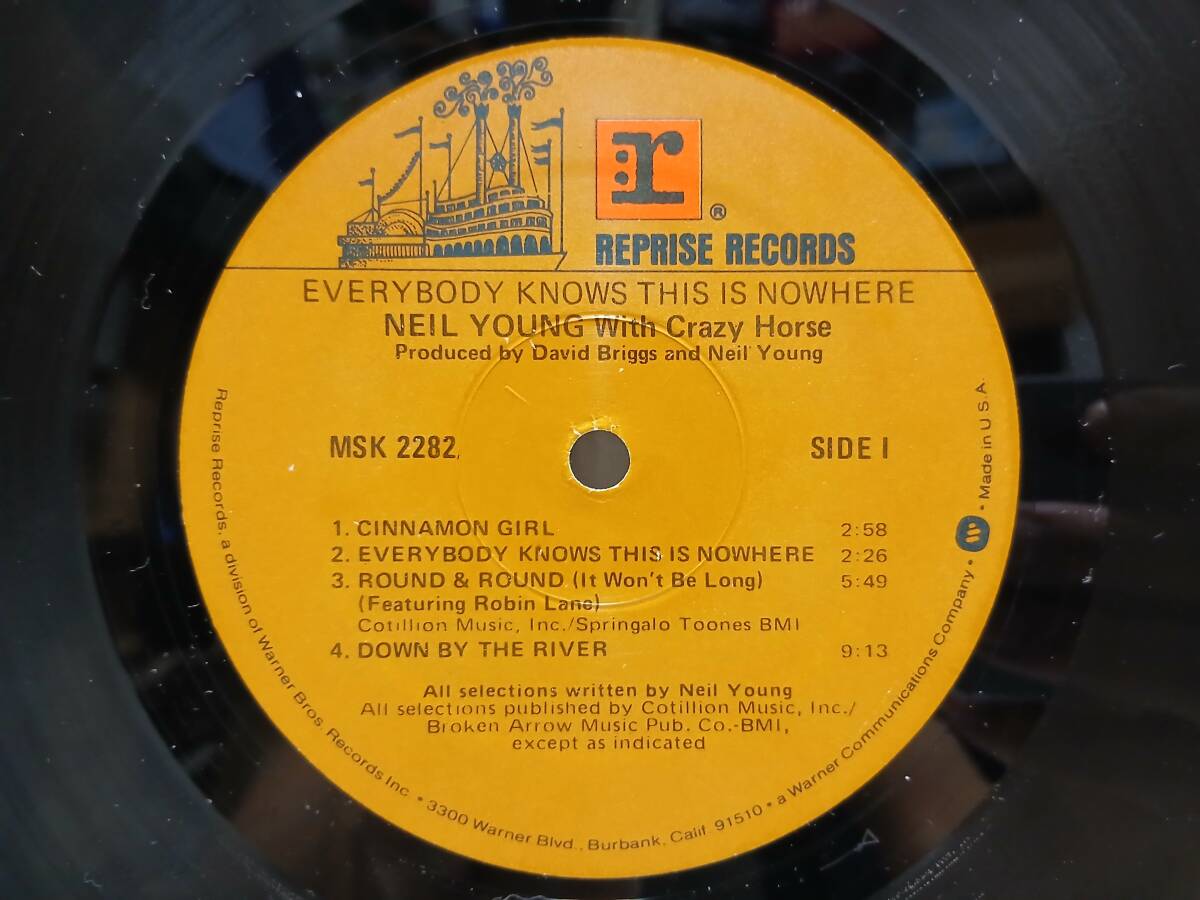 :r
®
REPRISE RECORDS
EVERYBODY KNOWS THIS IS NOWHERE
NEIL YOUNG With Crazy Horse
Produced by David Briggs and Neil Young
MSK 2282
SIDE I
1. CINNAMON GIRL 2:58
2. EVERYBODY KNOWS THIS IS NOWHERE 2:26
3. ROUND & ROUND (It Won't Be Long) 5:49
(Featuring Robin Lane)
Cotillion Music, Inc./Springalo Toones BMI
4. DOWN BY THE RIVER 9:13
All selections written by Neil Young
All selections published by Cotillion Music, Inc./
Broken Arrow Music Pub. Co.-BMI,
except as indicated
Reprise Records, a division of Warner Bros. Records Inc • 3300 Warner Blvd., Burbank, Calif. 91510 • a Warner Communications Company • W • Made in U.S.A.